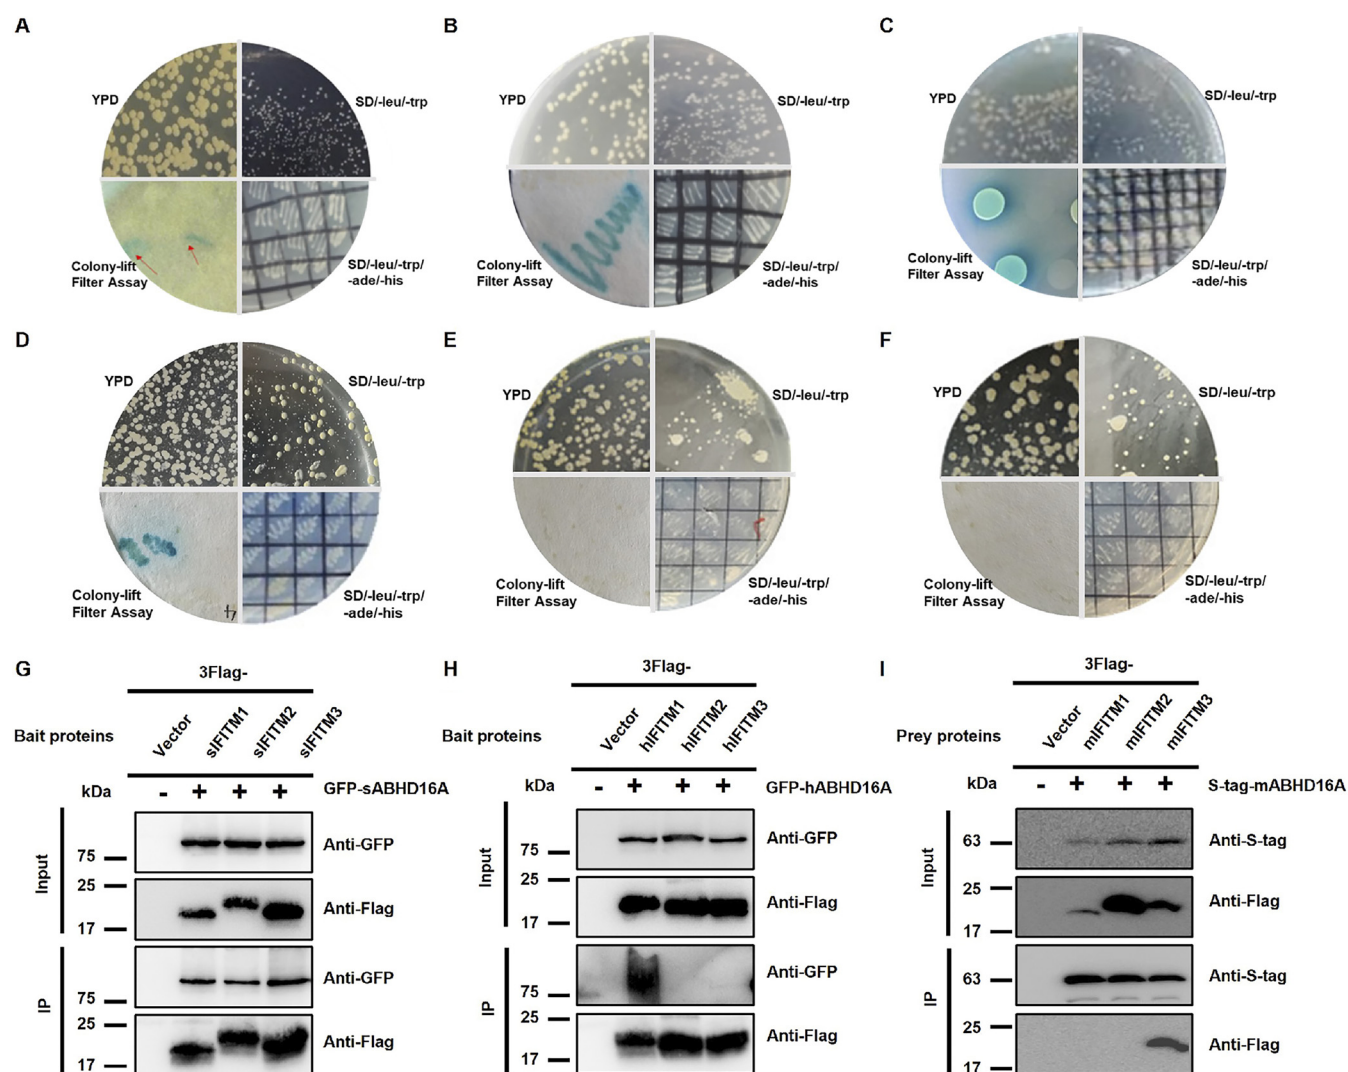 A
YPD
SD/-leu/-trp
Colony-lift
Filter Assay
SD/-leu/-trp/
-ade/-his
B
YPD
SD/-leu/-trp
Colony-lift
Filter Assay
SD/-leu/-trp/
-ade/-his
C
YPD
SD/-leu/-trp
Colony-lift
Filter Assay
SD/-leu/-trp/
-ade/-his
D
YPD
SD/-leu/-trp
Colony-lift
Filter Assay
SD/-leu/-trp/
-ade/-his
E
YPD
SD/-leu/-trp
Colony-lift
Filter Assay
SD/-leu/-trp/
-ade/-his
F
YPD
SD/-leu/-trp
Colony-lift
Filter Assay
SD/-leu/-trp/
-ade/-his
G
3Flag-
Bait proteins
Vector
sIFITM1
sIFITM2
sIFITM3
kDa - + + + GFP-sABHD16A
Input
75
Anti-GFP
25
17
Anti-Flag
IP
75
Anti-GFP
25
17
Anti-Flag
H
3Flag-
Bait proteins
Vector
hIFITM1
hIFITM2
hIFITM3
kDa - + + + GFP-hABHD16A
Input
75
Anti-GFP
25
17
Anti-Flag
IP
75
Anti-GFP
25
17
Anti-Flag
I
3Flag-
Prey proteins
Vector
mIFITM1
mIFITM2
mIFITM3
kDa - + + + S-tag-mABHD16A
Input
63
Anti-S-tag
25
17
Anti-Flag
IP
63
Anti-S-tag
25
17
Anti-Flag